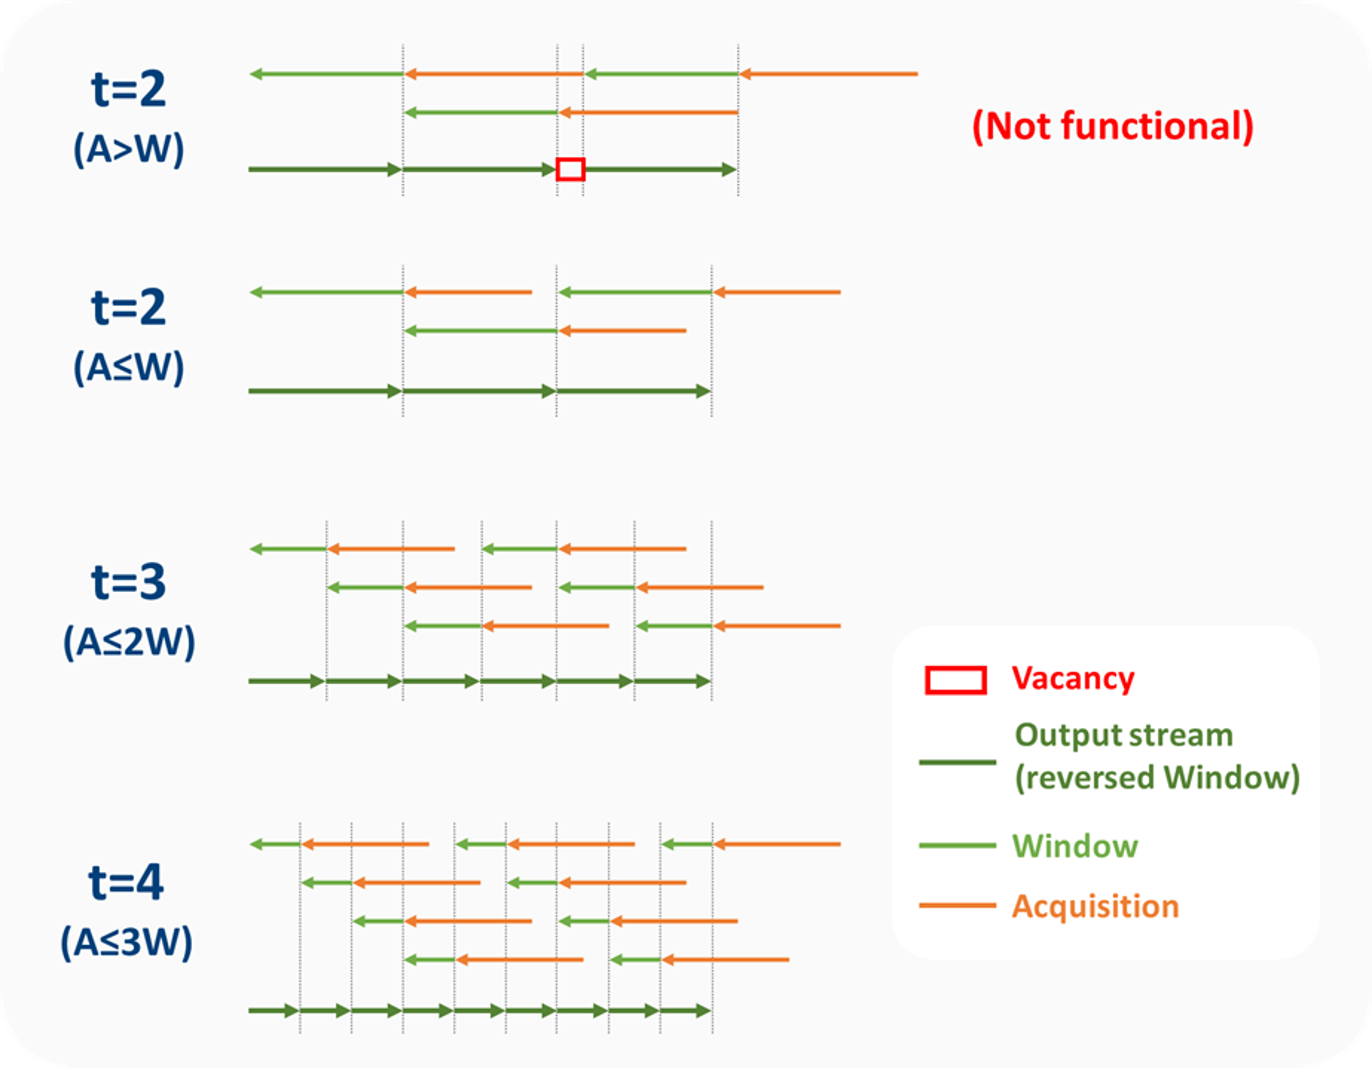 t=2
(A>W)
(Not functional)
t=2
(A≤W)
t=3
(A≤2W)
t=4
(A≤3W)
Vacancy
Output stream
(reversed Window)
Window
Acquisition